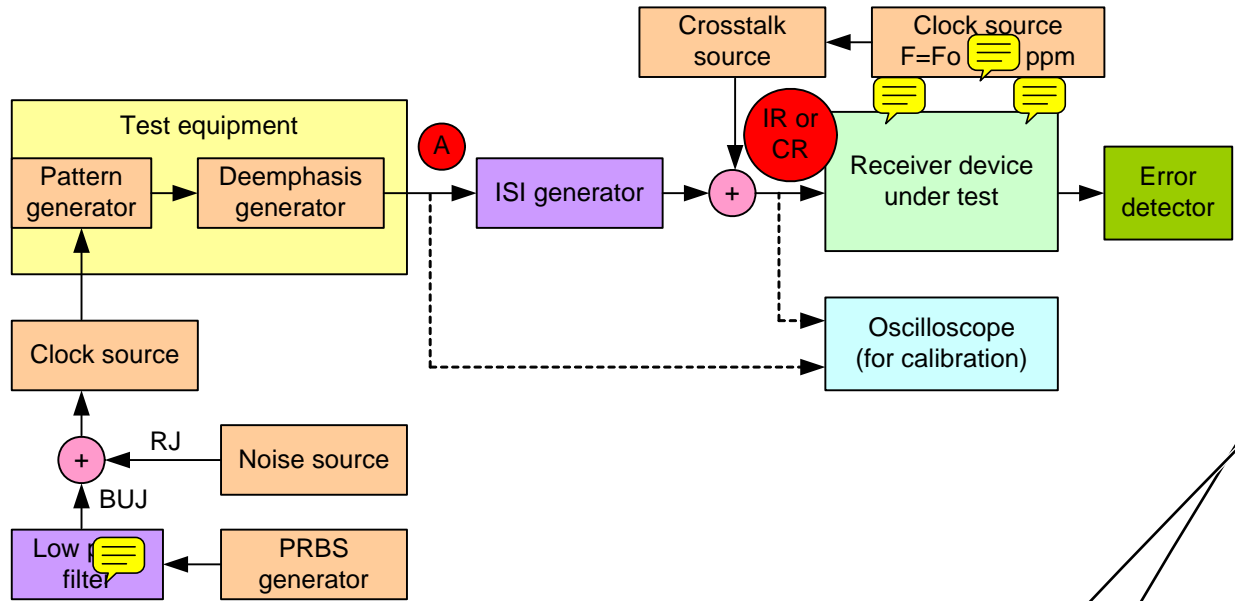 Crosstalk
source
Clock source
F=Fo ppm
Test equipment
A
IR or
CR
Pattern
generator
Deemphasis
generator
ISI generator
+
Receiver device
under test
Error
detector
Clock source
Oscilloscope
(for calibration)
RJ
+
Noise source
BUJ
Low
filter
PRBS
generator